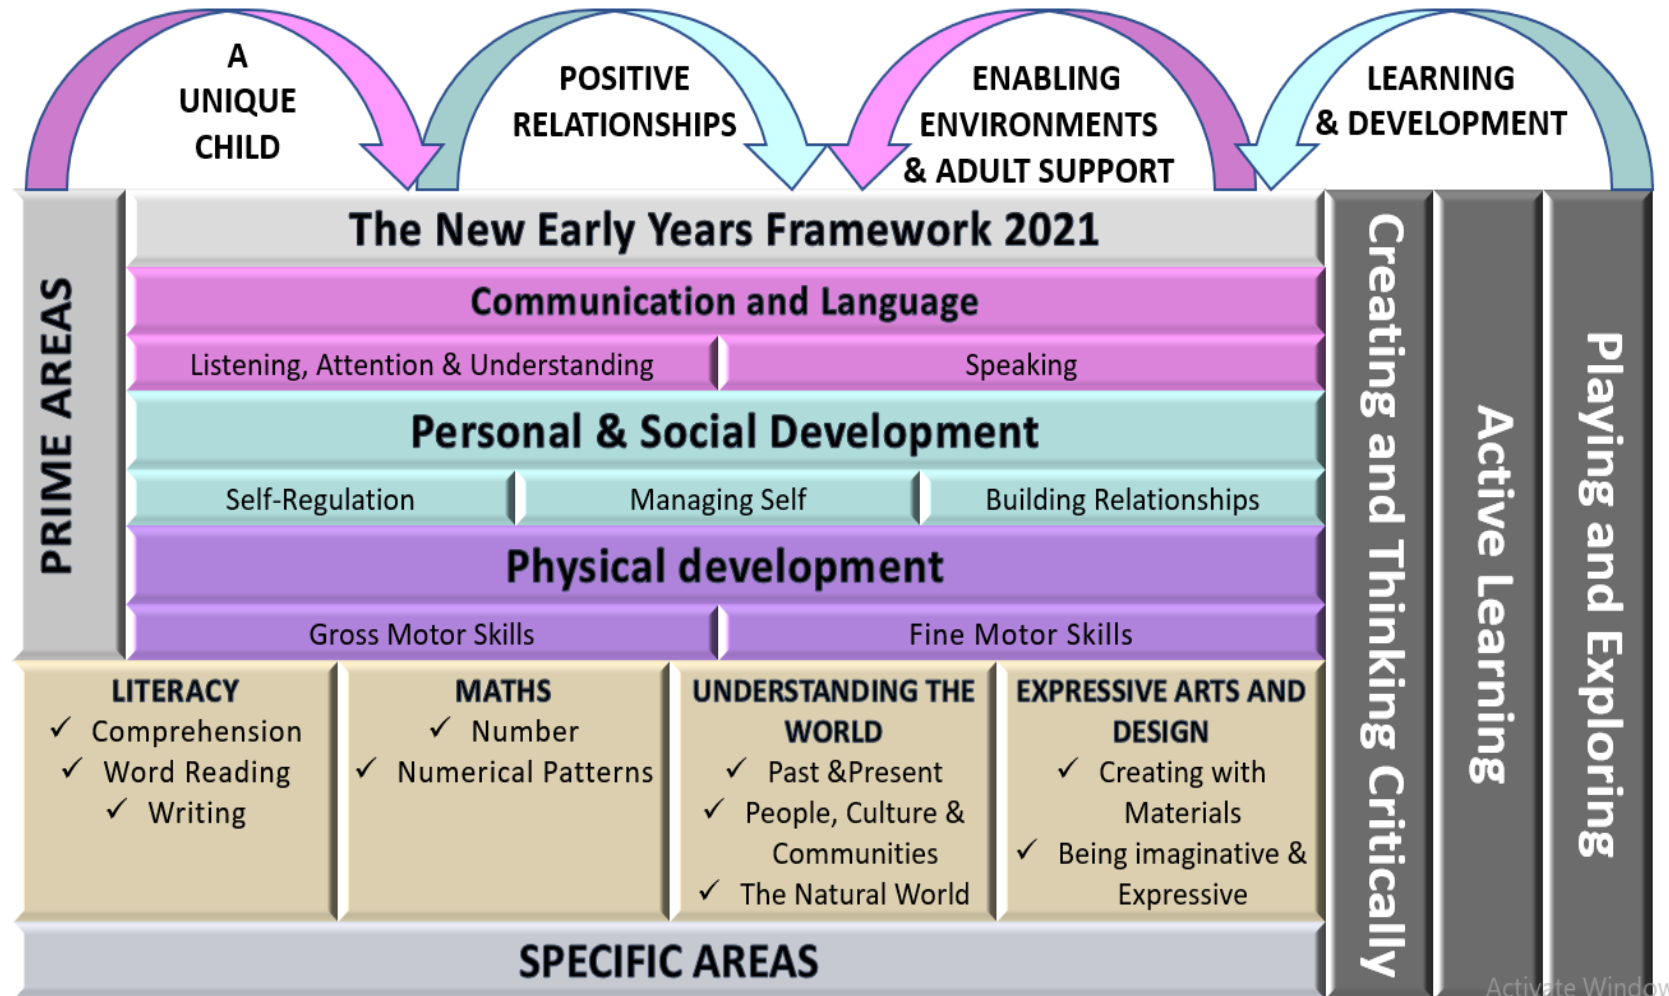 A
UNIQUE
CHILD
POSITIVE
RELATIONSHIPS
ENABLING
ENVIRONMENTS
& ADULT SUPPORT
LEARNING
& DEVELOPMENT
PRIME AREAS
The New Early Years Framework 2021
Communication and Language
Listening, Attention & Understanding
Speaking
Personal & Social Development
Self-Regulation
Managing Self
Building Relationships
Physical development
Gross Motor Skills
Fine Motor Skills
LITERACY
✓ Comprehension
✓ Word Reading
✓ Writing
MATHS
✓ Number
✓ Numerical Patterns
UNDERSTANDING THE
WORLD
✓ Past &Present
✓ People, Culture &
Communities
✓ The Natural World
EXPRESSIVE ARTS AND
DESIGN
✓ Creating with
Materials
✓ Being imaginative &
Expressive
SPECIFIC AREAS
Creating and Thinking Critically
Active Learning
Playing and Exploring
Activate Window